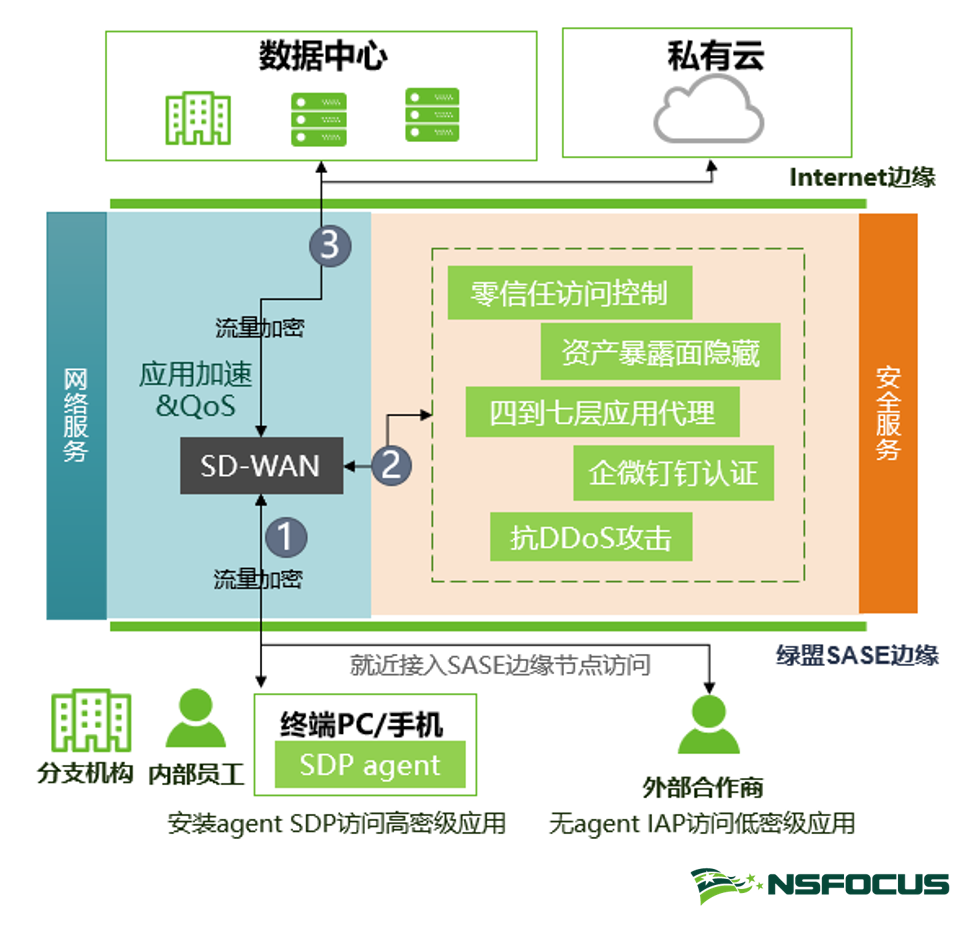 数据中心
私有云
Internet边缘
网络服务
3
流量加密
应用加速
&QoS
SD-WAN
2
1
流量加密
零信任访问控制
资产暴露面隐藏
四到七层应用代理
企微钉钉认证
抗DDoS攻击
安全服务
绿盟SASE边缘
就近接入SASE边缘节点访问
分支机构
内部员工
终端PC/手机
SDP agent
外部合作商
安装agent SDP访问高密级应用
无agent IAP访问低密级应用
NSFOCUS